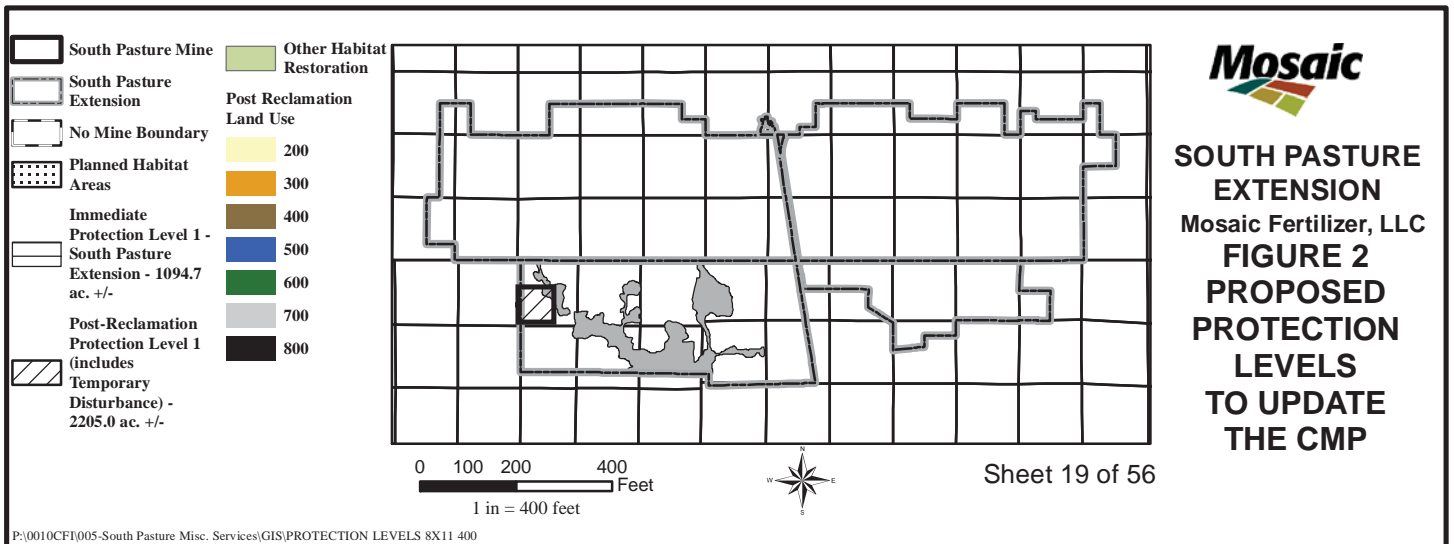 South Pasture Mine
South Pasture
Extension
No Mine Boundary
Planned Habitat
Areas
Immediate
Protection Level 1 -
South Pasture
Extension - 1094.7
ac. +/-
Post-Reclamation
Protection Level 1
(includes
Temporary
Disturbance) -
2205.0 ac. +/-
Other Habitat
Restoration
Post Reclamation
Land Use
200
300
400
500
600
700
800
0 100 200 400
Feet
1 in = 400 feet
N
W E
S
Sheet 19 of 56
Mosaic
SOUTH PASTURE
EXTENSION
Mosaic Fertilizer, LLC
FIGURE 2
PROPOSED
PROTECTION
LEVELS
TO UPDATE
THE CMP
P:\0010CFI\005-South Pasture Misc. Services\GIS\PROTECTION LEVELS 8X11 400